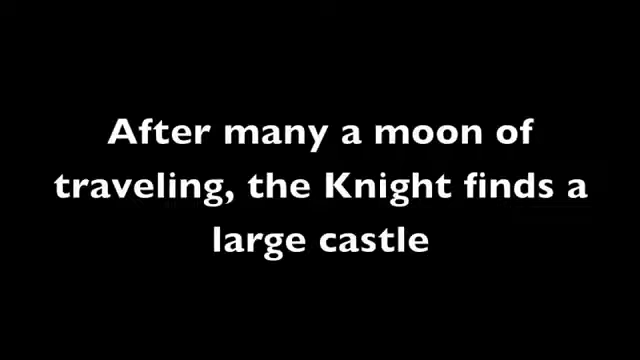 After many a moon of
traveling, the Knight finds a
large castle